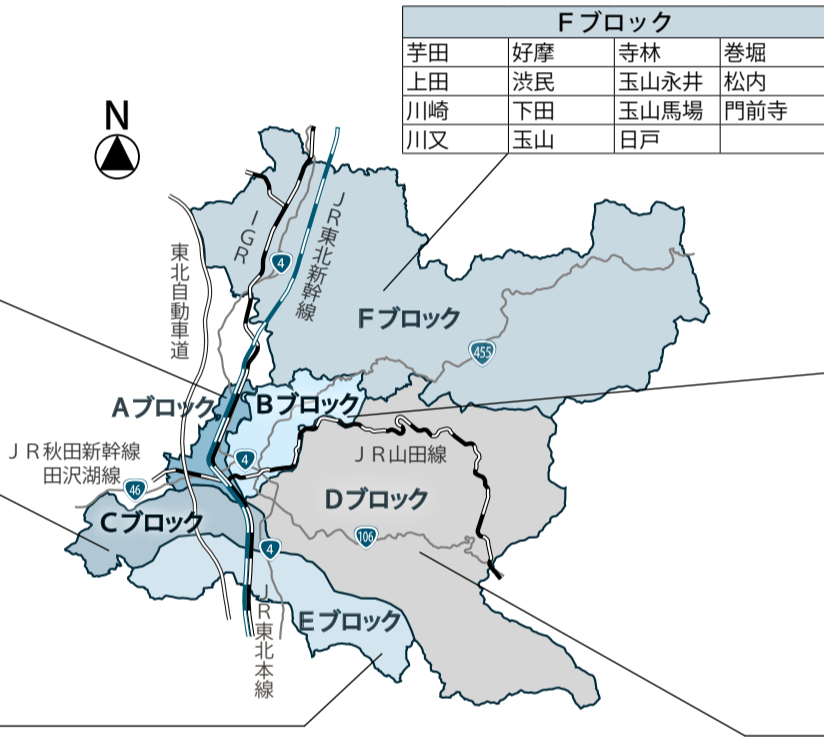 Fブロック
芋田 好摩 寺林 巻堀
上田 渋民 玉山永井 松内
川崎 下田 玉山馬場 門前寺
川又 玉山 日戸
N
IGR
JR東北新幹線
4
東北自動車道
Fブロック
455
Aブロック
Bブロック
JR秋田新幹線
田沢湖線
4
JR山田線
46
Dブロック
Cブロック
106
4
Eブロック
JR東北本線